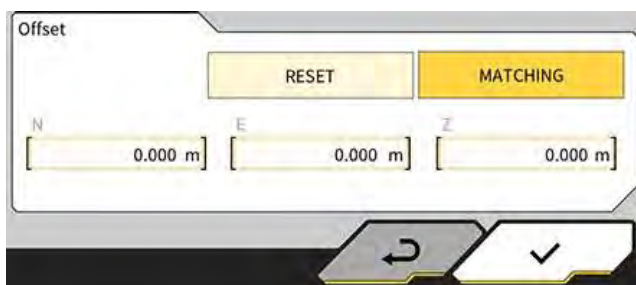 Offset
RESET MATCHING
N E Z
0.000 m 0.000 m 0.000 m